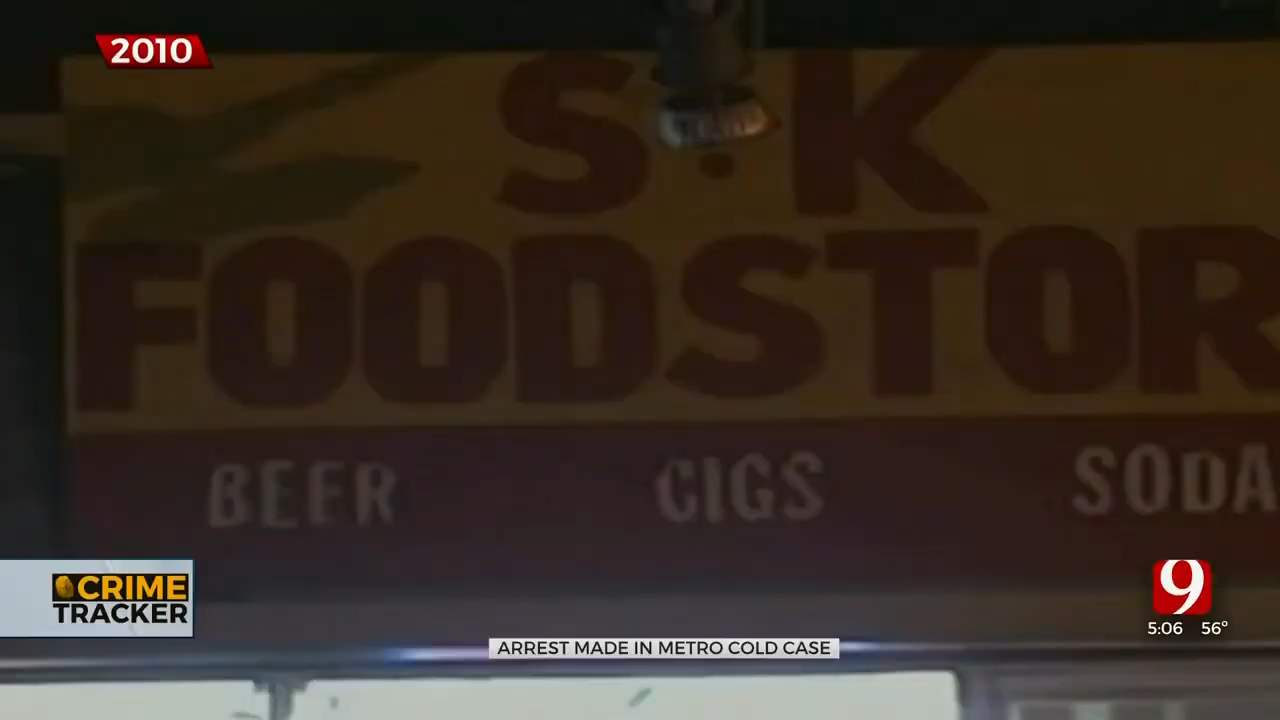 2010
S·K
FOODSTOR
BEER CIGS SODA
CRIME
TRACKER
9
5:06 56°
ARREST MADE IN METRO COLD CASE